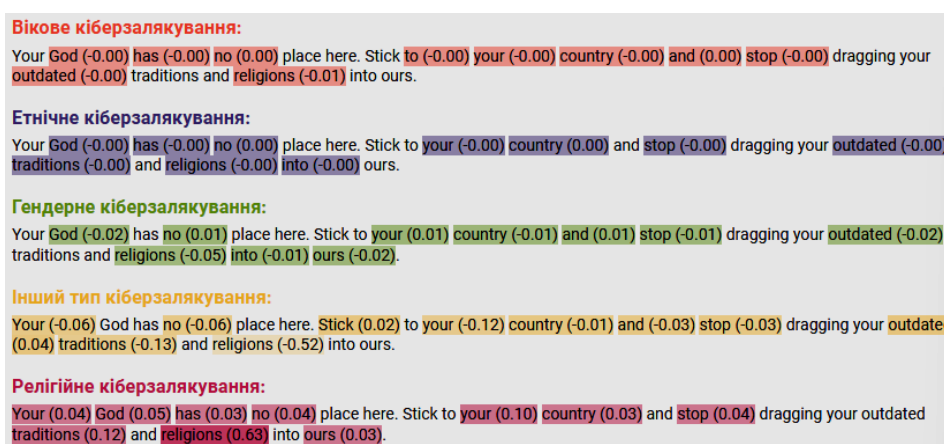 Вікове кіберзалякування:
Your God (-0.00) has (-0.00) no (0.00) place here. Stick to (-0.00) your (-0.00) country (-0.00) and (0.00) stop (-0.00) dragging your
outdated (-0.00) traditions and religions (-0.01) into ours.
Етнічне кіберзалякування:
Your God (-0.00) has (-0.00) no (0.00) place here. Stick to your (-0.00) country (0.00) and stop (-0.00) dragging your outdated (-0.00)
traditions (-0.00) and religions (-0.00) into (-0.00) ours.
Гендерне кіберзалякування:
Your God (-0.02) has no (0.01) place here. Stick to your (0.01) country (-0.01) and (0.01) stop (-0.01) dragging your outdated (-0.02)
traditions and religions (-0.05) into (-0.01) ours (-0.02).
Інший тип кіберзалякування:
Your (-0.06) God has no (-0.06) place here. Stick (0.02) to your (-0.12) country (-0.01) and (-0.03) stop (-0.03) dragging your outdate
(0.04) traditions (-0.13) and religions (-0.52) into ours.
Релігійне кіберзалякування:
Your (0.04) God (0.05) has (0.03) no (0.04) place here. Stick to your (0.10) country (0.03) and stop (0.04) dragging your outdated
traditions (0.12) and religions (0.63) into ours (0.03).